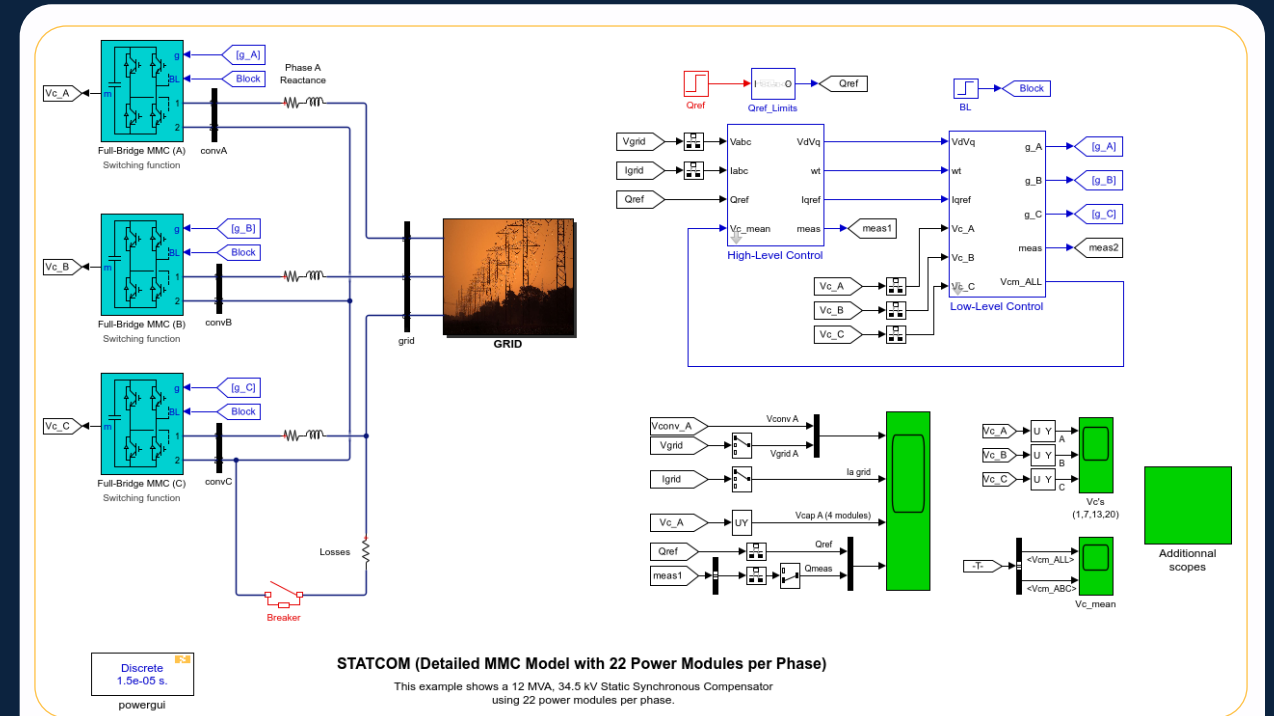 [g_A]
g
Block
BL
Vc_A
m
1
2
Full-Bridge MMC (A)
Switching function
convA
Phase A
Reactance
[g_B]
g
Block
BL
Vc_B
m
1
2
Full-Bridge MMC (B)
Switching function
convB
[g_C]
g
Block
BL
Vc_C
m
1
2
Full-Bridge MMC (C)
Switching function
convC
grid
GRID
Losses
Breaker
Qref
Qref_Limits
O
Qref
BL
Block
Vgrid
Igrid
Qref
Vabc
Iabc
Qref
Vc_mean
VdVq
wt
Iqref
meas
meas1
High-Level Control
VdVq
wt
Iqref
Vc_A
Vc_B
Vc_C
g_A
g_B
g_C
meas
Vcm_ALL
[g_A]
[g_B]
[g_C]
meas2
Low-Level Control
Vc_A
Vc_B
Vc_C
Vconv_A
Vconv A
Vgrid
Vgrid A
Igrid
Ia grid
Vc_A
UY
Vcap A (4 modules)
Qref
Qref
meas1
Qmeas
Vc_A
U Y
A
Vc_B
U Y
B
Vc_C
U Y
C
Vc's
(1,7,13,20)
-T-
<Vcm_ALL>
<Vcm_ABC>
Vc_mean
Additionnal
scopes
Discrete
1.5e-05 s.
powergui
STATCOM (Detailed MMC Model with 22 Power Modules per Phase)
This example shows a 12 MVA, 34.5 kV Static Synchronous Compensator
using 22 power modules per phase.